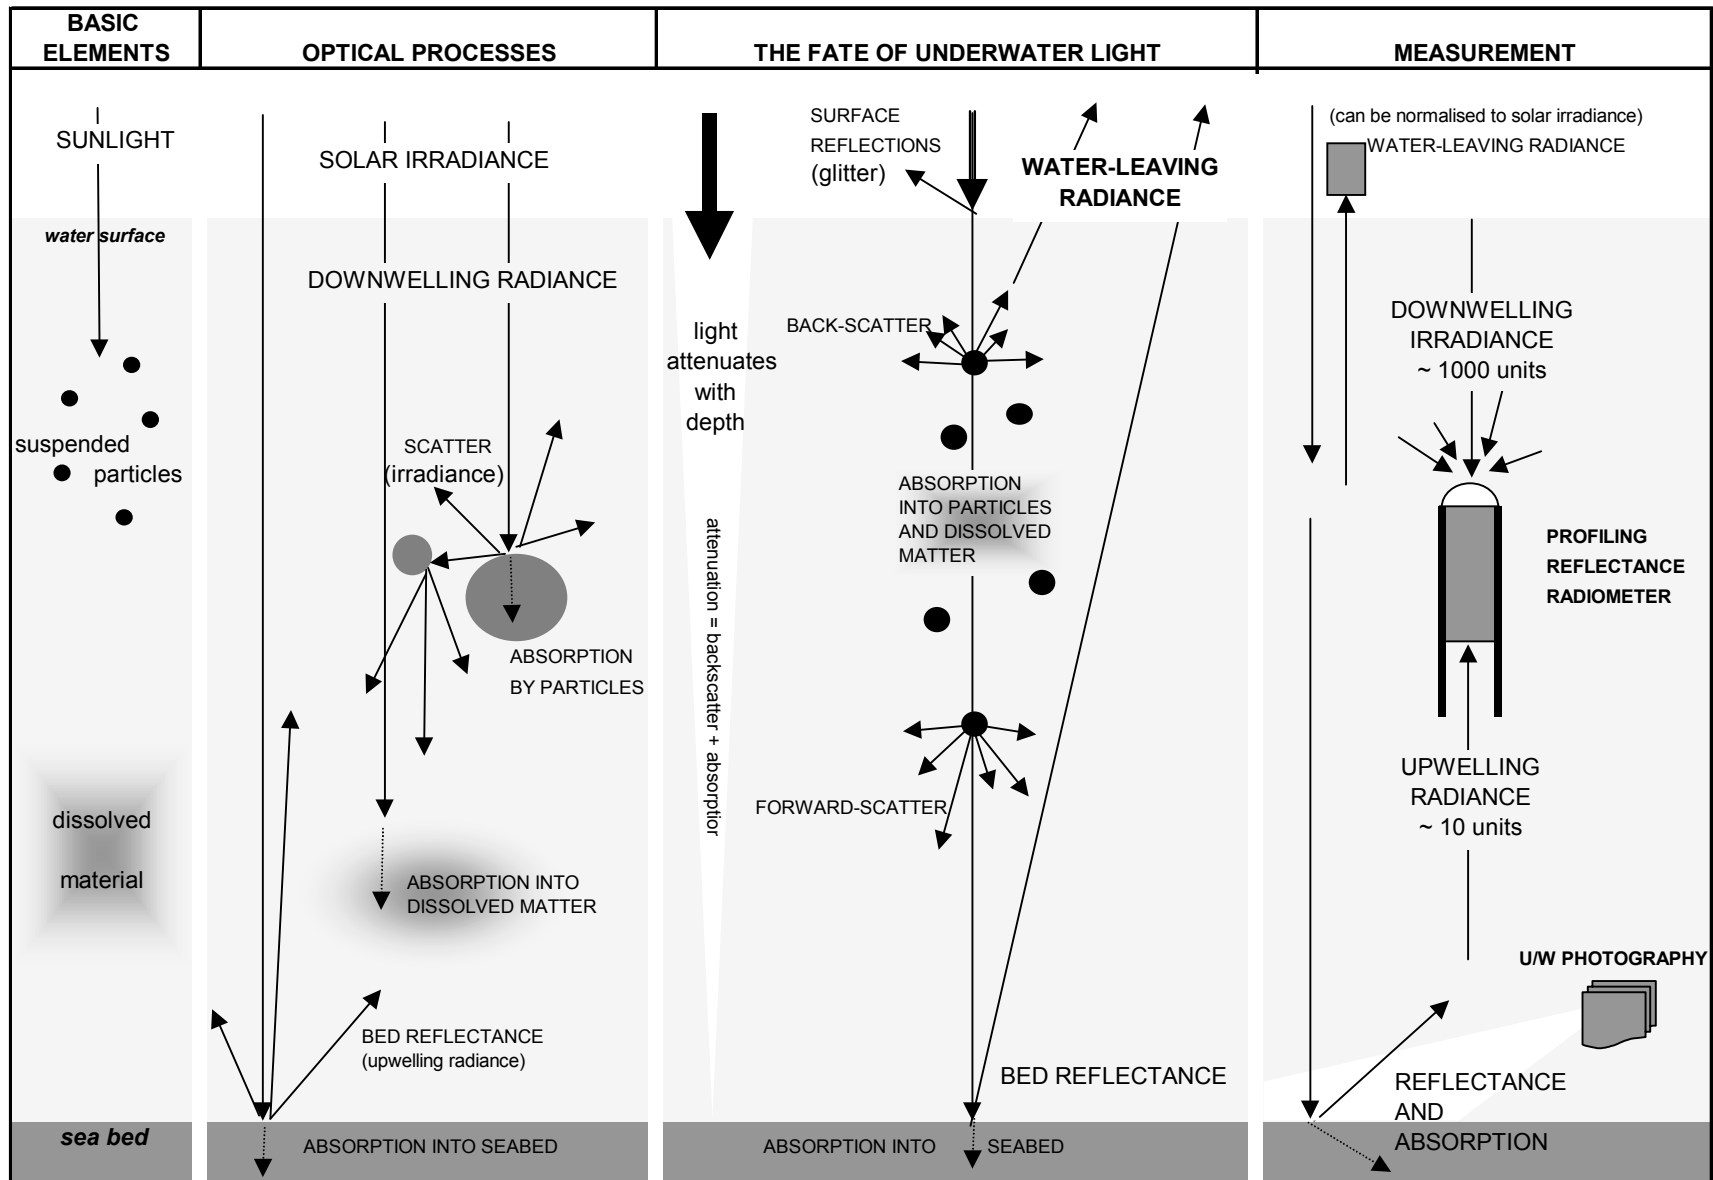 BASIC
ELEMENTS
OPTICAL PROCESSES
THE FATE OF UNDERWATER LIGHT
MEASUREMENT
SUNLIGHT
water surface
suspended
particles
dissolved
material
sea bed
SOLAR IRRADIANCE
DOWNWELLING RADIANCE
SCATTER
(irradiance)
ABSORPTION
BY PARTICLES
ABSORPTION INTO
DISSOLVED MATTER
BED REFLECTANCE
(upwelling radiance)
ABSORPTION INTO SEABED
SURFACE
REFLECTIONS
(glitter)
WATER-LEAVING
RADIANCE
light
attenuates
with
depth
attenuation = backscatter + absorption
BACK-SCATTER
ABSORPTION
INTO PARTICLES
AND DISSOLVED
MATTER
FORWARD-SCATTER
BED REFLECTANCE
ABSORPTION INTO SEABED
(can be normalised to solar irradiance)
WATER-LEAVING RADIANCE
DOWNWELLING
IRRADIANCE
~ 1000 units
PROFILING
REFLECTANCE
RADIOMETER
UPWELLING
RADIANCE
~ 10 units
U/W PHOTOGRAPHY
REFLECTANCE
AND
ABSORPTION